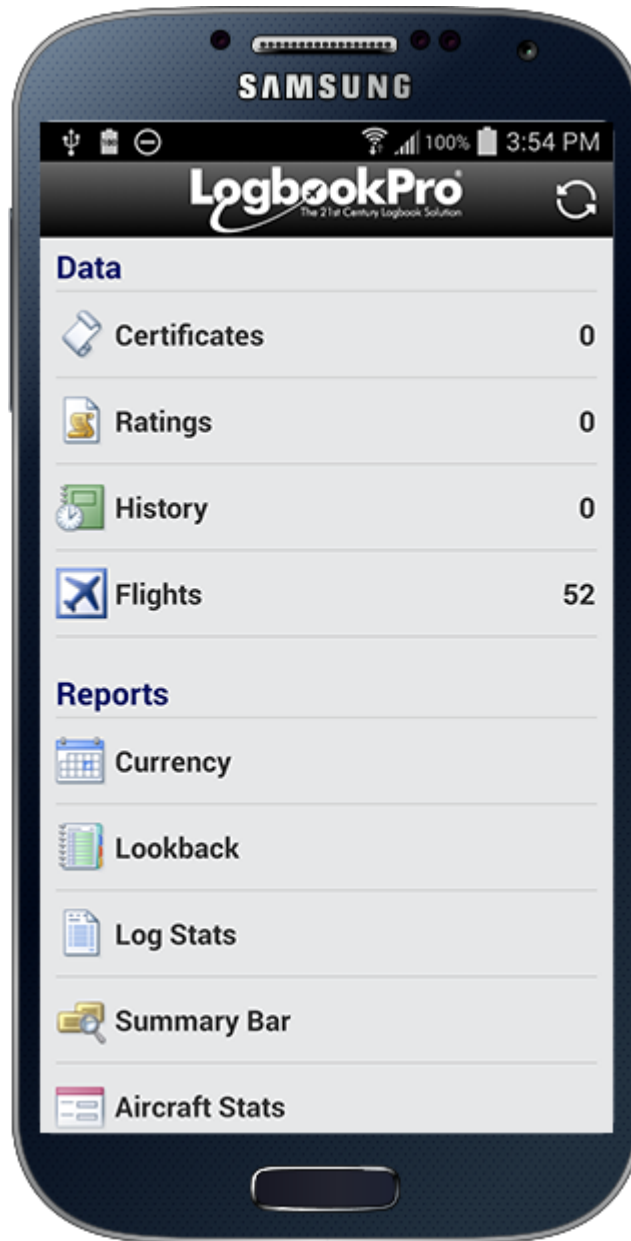 SAMSUNG
100% 3:54 PM
LogbookPro®
The 21st Century Logbook Solution
Data
Certificates 0
Ratings 0
History 0
Flights 52
Reports
Currency
Lookback
Log Stats
Summary Bar
Aircraft Stats